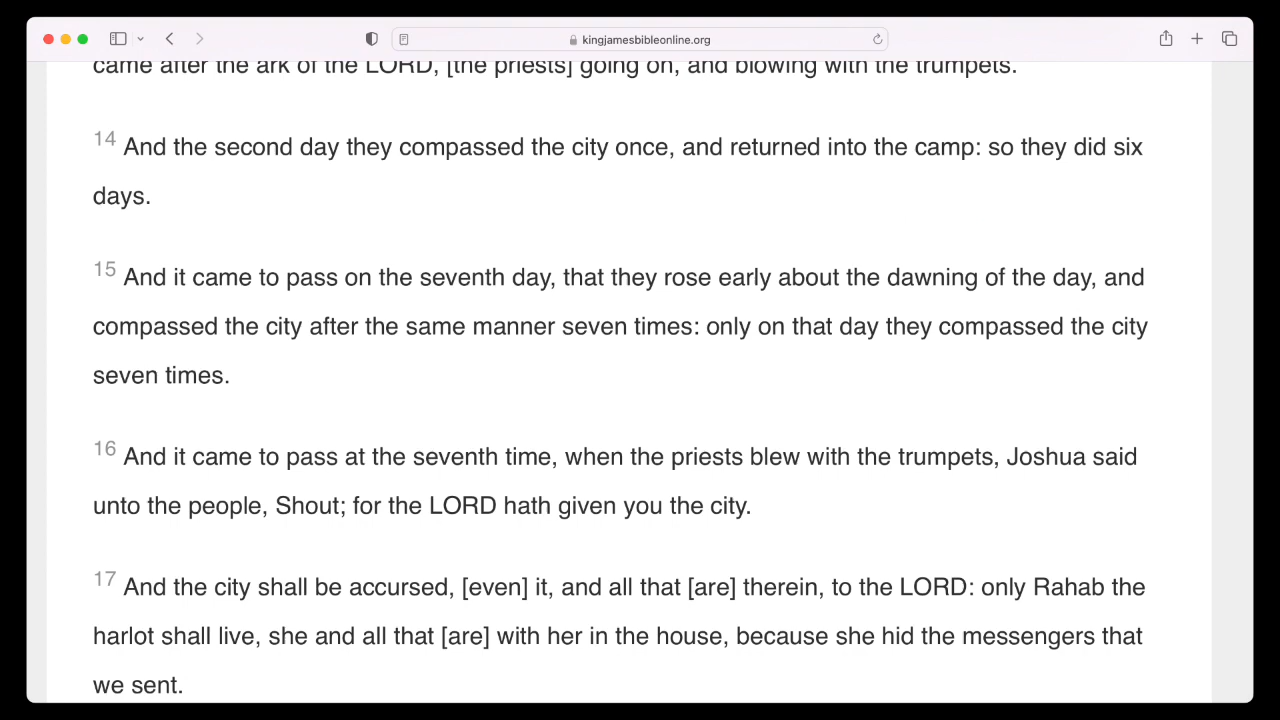 kingjamesbibleonline.org
came after the ark of the LORD, [the priests] going on, and blowing with the trumpets.
14 And the second day they compassed the city once, and returned into the camp: so they did six
days.
15 And it came to pass on the seventh day, that they rose early about the dawning of the day, and
compassed the city after the same manner seven times: only on that day they compassed the city
seven times.
16 And it came to pass at the seventh time, when the priests blew with the trumpets, Joshua said
unto the people, Shout; for the LORD hath given you the city.
17 And the city shall be accursed, [even] it, and all that [are] therein, to the LORD: only Rahab the
harlot shall live, she and all that [are] with her in the house, because she hid the messengers that
we sent.